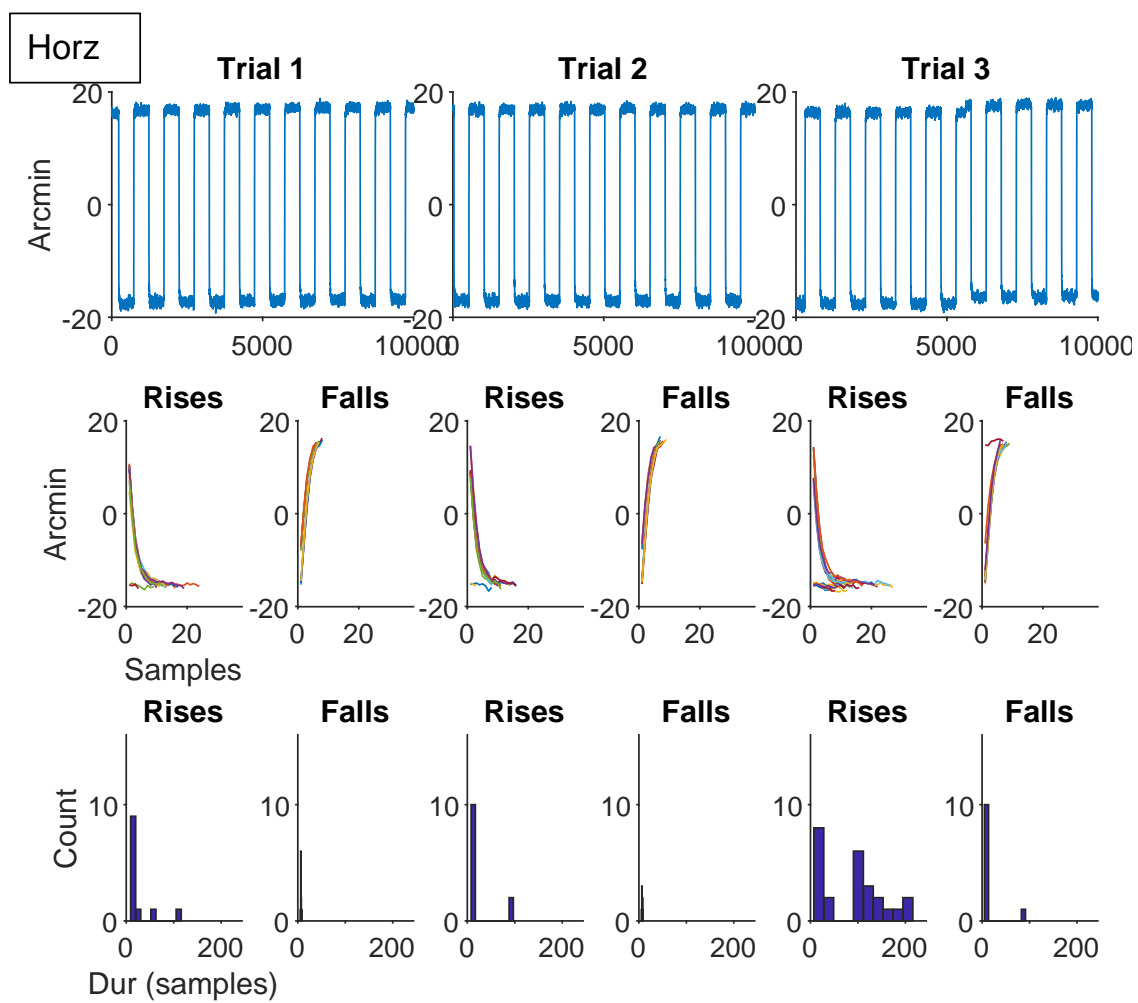 Horz
Trial 1 Trial 2 Trial 3
Arcmin
20 20 20
0 0 0
-20 -20 -20
0 5000 10000 0 5000 10000 0 5000 10000
Rises Falls Rises Falls Rises Falls
Arcmin
20 20 20 20 20 20
0 0 0 0 0 0
-20 -20 -20 -20 -20 -20
0 20 0 20 0 20 0 20 0 20 0 20
Samples
Rises Falls Rises Falls Rises Falls
Count
10 10 10 10 10 10
0 0 0 0 0 0
0 200 0 200 0 200 0 200 0 200 0 200
Dur (samples)